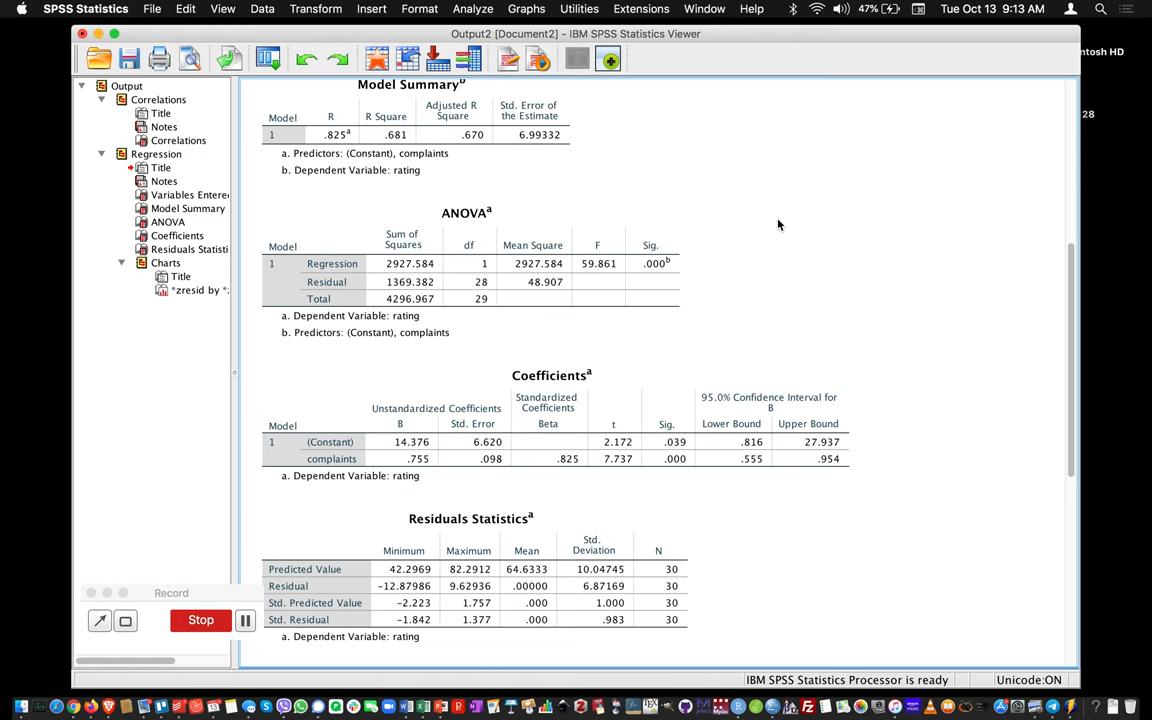 SPSS Statistics File Edit View Data Transform Insert Format Analyze Graphs Utilities Extensions Window Help 47% Tue Oct 13 9:13 AM
Output2 [Document2] - IBM SPSS Statistics Viewer
Output
Correlations
Title
Notes
Correlations
Regression
Title
Notes
Variables Entere
Model Summary
ANOVA
Coefficients
Residuals Statisti
Charts
Title
*zresid by *
Model Summaryb
Model R R Square Adjusted R Square Std. Error of the Estimate
1 .825a .681 .670 6.99332
a. Predictors: (Constant), complaints
b. Dependent Variable: rating
ANOVAa
Model Sum of Squares df Mean Square F Sig.
1 Regression 2927.584 1 2927.584 59.861 .000b
Residual 1369.382 28 48.907
Total 4296.967 29
a. Dependent Variable: rating
b. Predictors: (Constant), complaints
Coefficientsa
Unstandardized Coefficients Standardized Coefficients 95.0% Confidence Interval for B
Model B Std. Error Beta t Sig. Lower Bound Upper Bound
1 (Constant) 14.376 6.620 2.172 .039 .816 27.937
complaints .755 .098 .825 7.737 .000 .555 .954
a. Dependent Variable: rating
Residuals Statisticsa
Minimum Maximum Mean Std. Deviation N
Predicted Value 42.2969 82.2912 64.6333 10.04745 30
Residual -12.87986 9.62936 .00000 6.87169 30
Std. Predicted Value -2.223 1.757 .000 1.000 30
Std. Residual -1.842 1.377 .000 .983 30
a. Dependent Variable: rating
Record
Stop
IBM SPSS Statistics Processor is ready Unicode:ON
ntosh HD
28